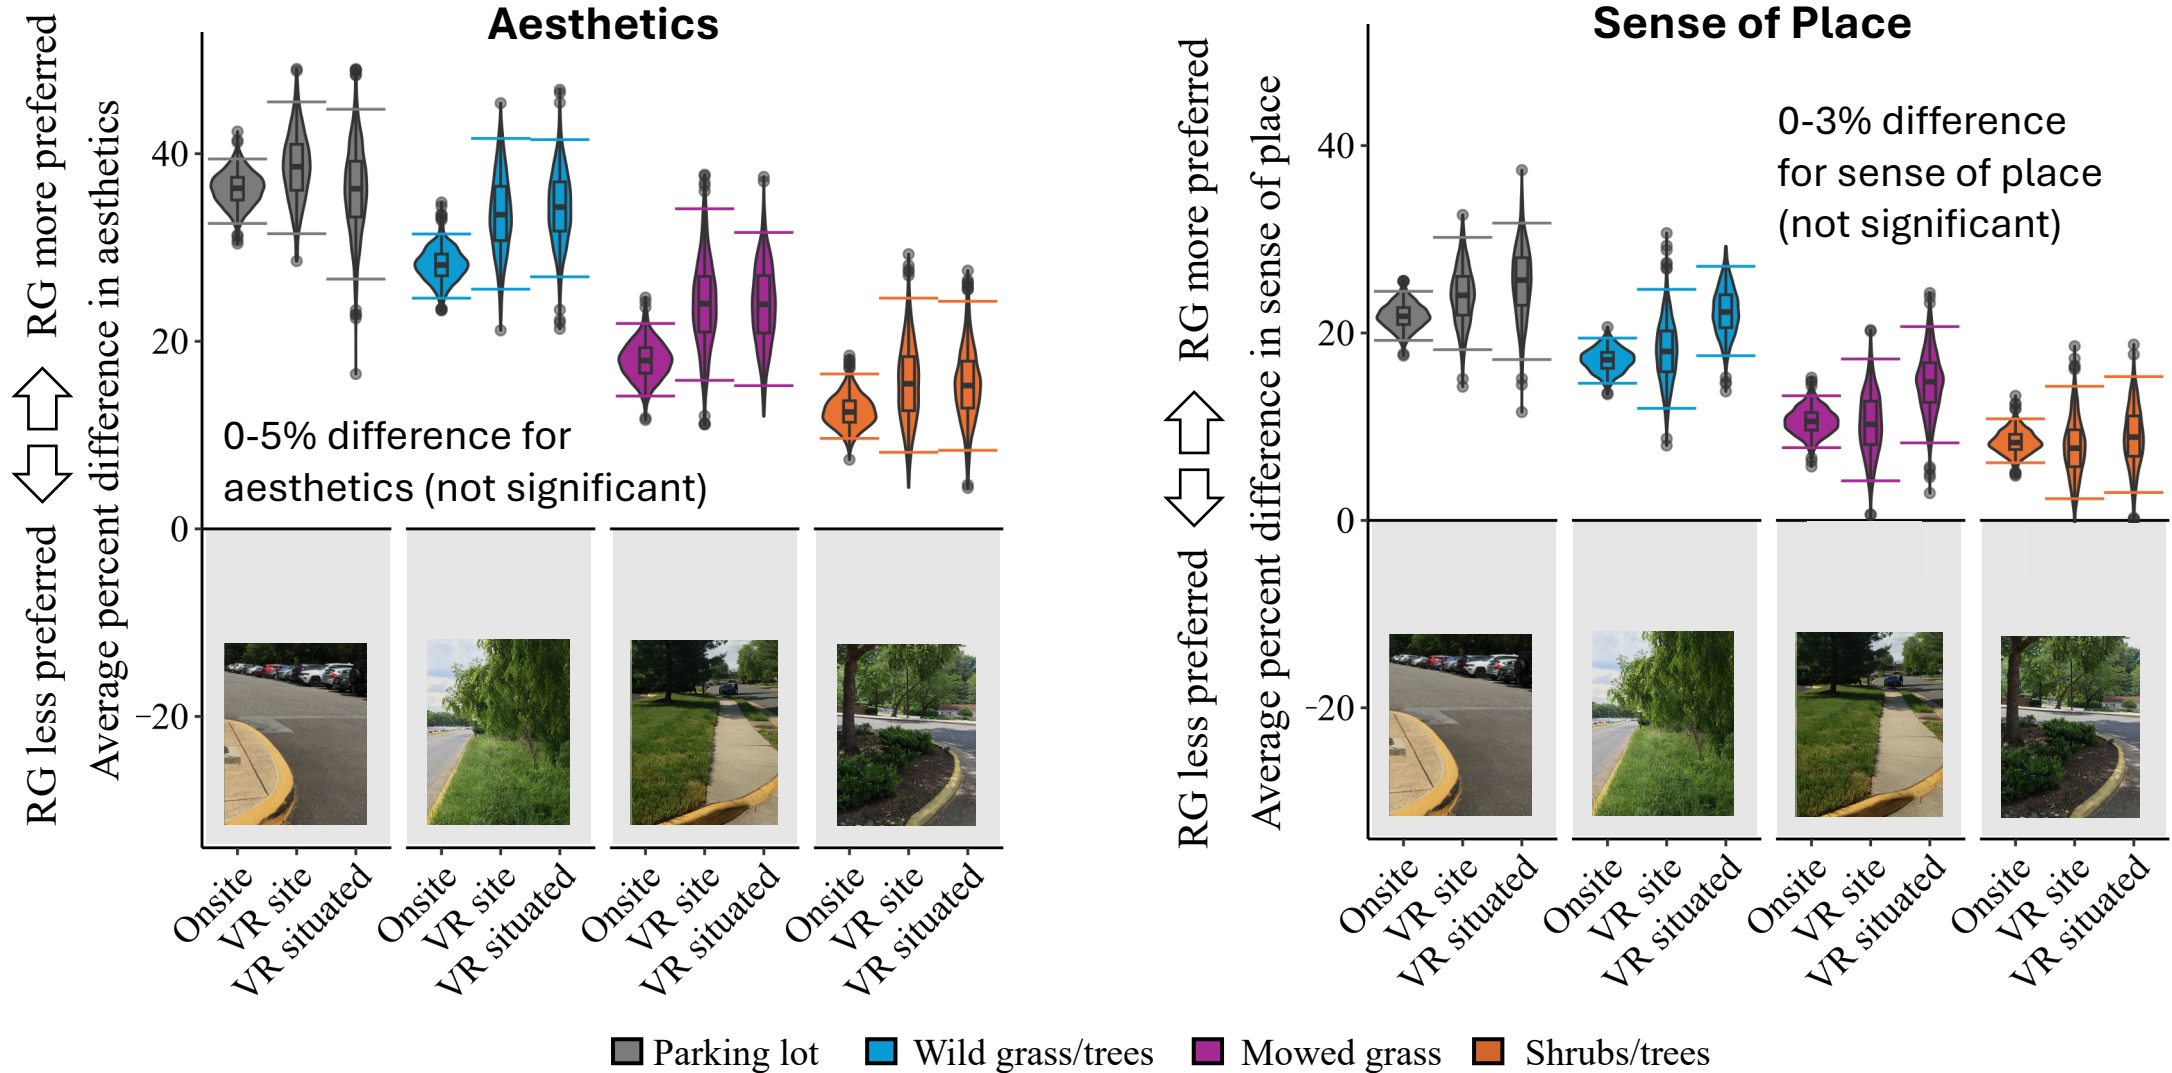 Aesthetics
RG more preferred
RG less preferred
Average percent difference in aesthetics
40
20
0
−20
0-5% difference for
aesthetics (not significant)
Onsite
VR site
VR situated
Onsite
VR site
VR situated
Onsite
VR site
VR situated
Onsite
VR site
VR situated
Sense of Place
RG more preferred
RG less preferred
Average percent difference in sense of place
40
20
0
−20
0-3% difference
for sense of place
(not significant)
Onsite
VR site
VR situated
Onsite
VR site
VR situated
Onsite
VR site
VR situated
Onsite
VR site
VR situated
Parking lot
Wild grass/trees
Mowed grass
Shrubs/trees